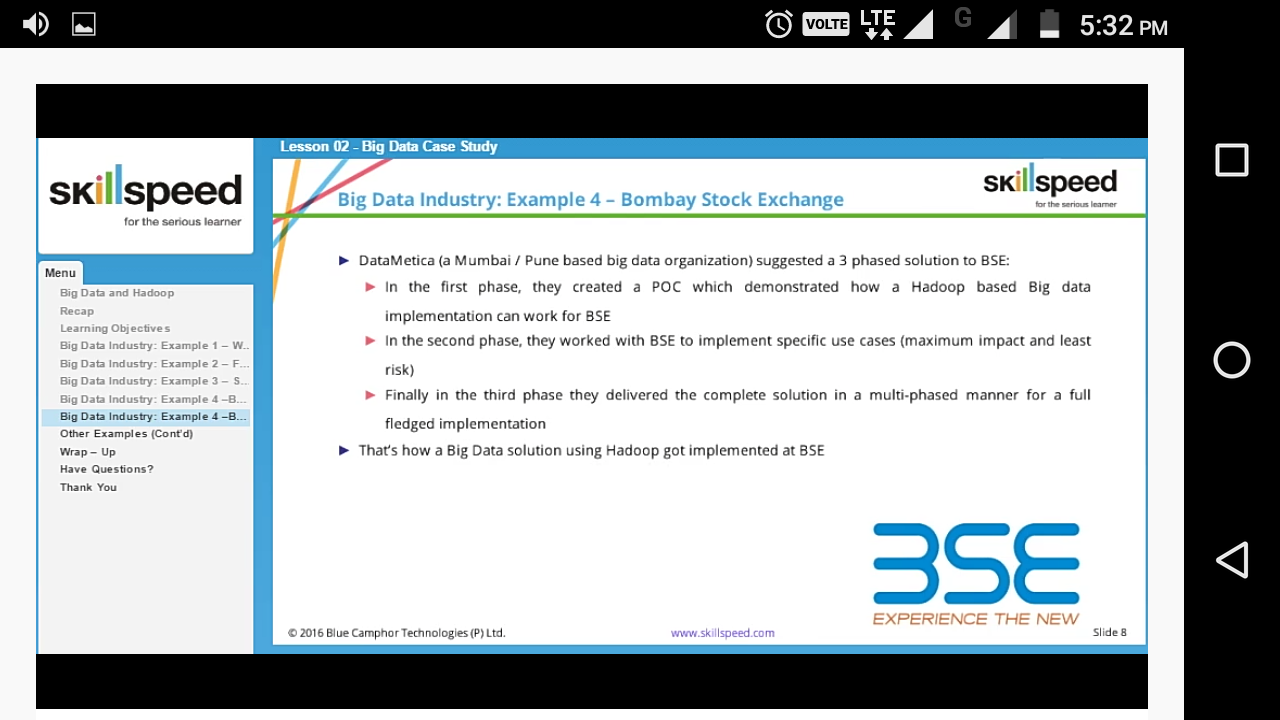 VOLTE LTE G 5:32 PM
Lesson 02 - Big Data Case Study
skillspeed
for the serious learner
Menu
Big Data and Hadoop
Recap
Learning Objectives
Big Data Industry: Example 1 – W...
Big Data Industry: Example 2 – F...
Big Data Industry: Example 3 – S...
Big Data Industry: Example 4 –B...
Big Data Industry: Example 4 –B...
Other Examples (Cont'd)
Wrap – Up
Have Questions?
Thank You
Big Data Industry: Example 4 – Bombay Stock Exchange
skillspeed
for the serious learner
DataMetica (a Mumbai / Pune based big data organization) suggested a 3 phased solution to BSE:
In the first phase, they created a POC which demonstrated how a Hadoop based Big data
implementation can work for BSE
In the second phase, they worked with BSE to implement specific use cases (maximum impact and least
risk)
Finally in the third phase they delivered the complete solution in a multi-phased manner for a full
fledged implementation
That's how a Big Data solution using Hadoop got implemented at BSE
BSE
EXPERIENCE THE NEW
© 2016 Blue Camphor Technologies (P) Ltd.
www.skillspeed.com
Slide 8